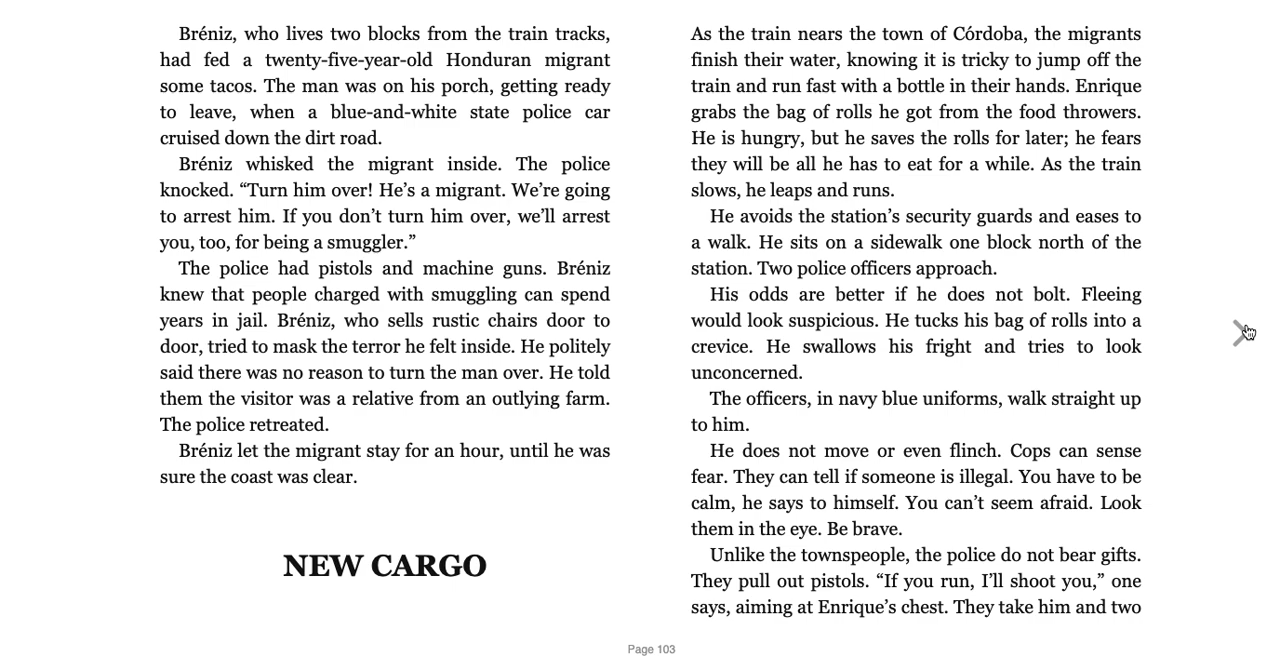 Bréniz, who lives two blocks from the train tracks,
had fed a twenty-five-year-old Honduran migrant
some tacos. The man was on his porch, getting ready
to leave, when a blue-and-white state police car
cruised down the dirt road.
Bréniz whisked the migrant inside. The police
knocked. “Turn him over! He’s a migrant. We’re going
to arrest him. If you don’t turn him over, we’ll arrest
you, too, for being a smuggler.”
The police had pistols and machine guns. Bréniz
knew that people charged with smuggling can spend
years in jail. Bréniz, who sells rustic chairs door to
door, tried to mask the terror he felt inside. He politely
said there was no reason to turn the man over. He told
them the visitor was a relative from an outlying farm.
The police retreated.
Bréniz let the migrant stay for an hour, until he was
sure the coast was clear.
NEW CARGO
As the train nears the town of Córdoba, the migrants
finish their water, knowing it is tricky to jump off the
train and run fast with a bottle in their hands. Enrique
grabs the bag of rolls he got from the food throwers.
He is hungry, but he saves the rolls for later; he fears
they will be all he has to eat for a while. As the train
slows, he leaps and runs.
He avoids the station’s security guards and eases to
a walk. He sits on a sidewalk one block north of the
station. Two police officers approach.
His odds are better if he does not bolt. Fleeing
would look suspicious. He tucks his bag of rolls into a
crevice. He swallows his fright and tries to look
unconcerned.
The officers, in navy blue uniforms, walk straight up
to him.
He does not move or even flinch. Cops can sense
fear. They can tell if someone is illegal. You have to be
calm, he says to himself. You can’t seem afraid. Look
them in the eye. Be brave.
Unlike the townspeople, the police do not bear gifts.
They pull out pistols. “If you run, I’ll shoot you,” one
says, aiming at Enrique’s chest. They take him and two
Page 103